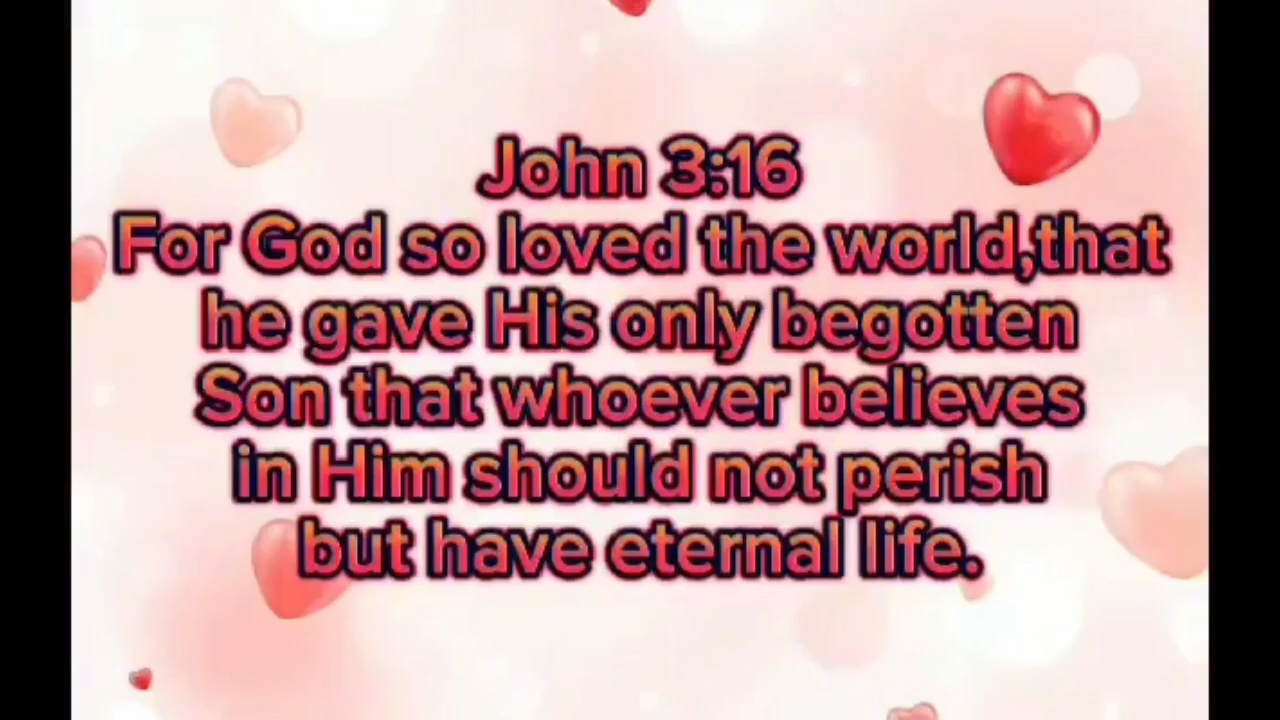 John 3:16
For God so loved the world,that
he gave His only begotten
Son that whoever believes
in Him should not perish
but have eternal life.